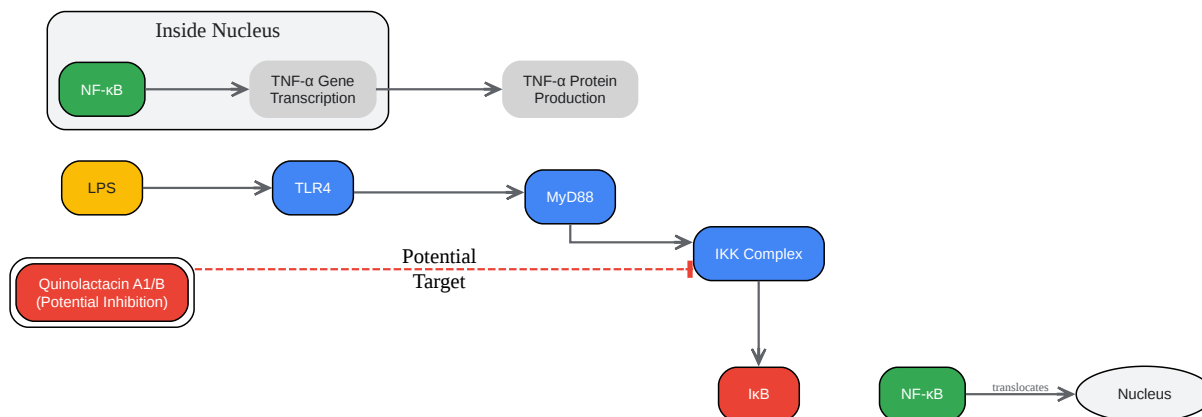 Inside Nucleus
NF-κB
TNF-α Gene
Transcription
TNF-α Protein
Production
LPS
TLR4
MyD88
IKK Complex
Potential
Target
Quinolactacin A1/B
(Potential Inhibition)
IκB
NF-κB
translocates
Nucleus